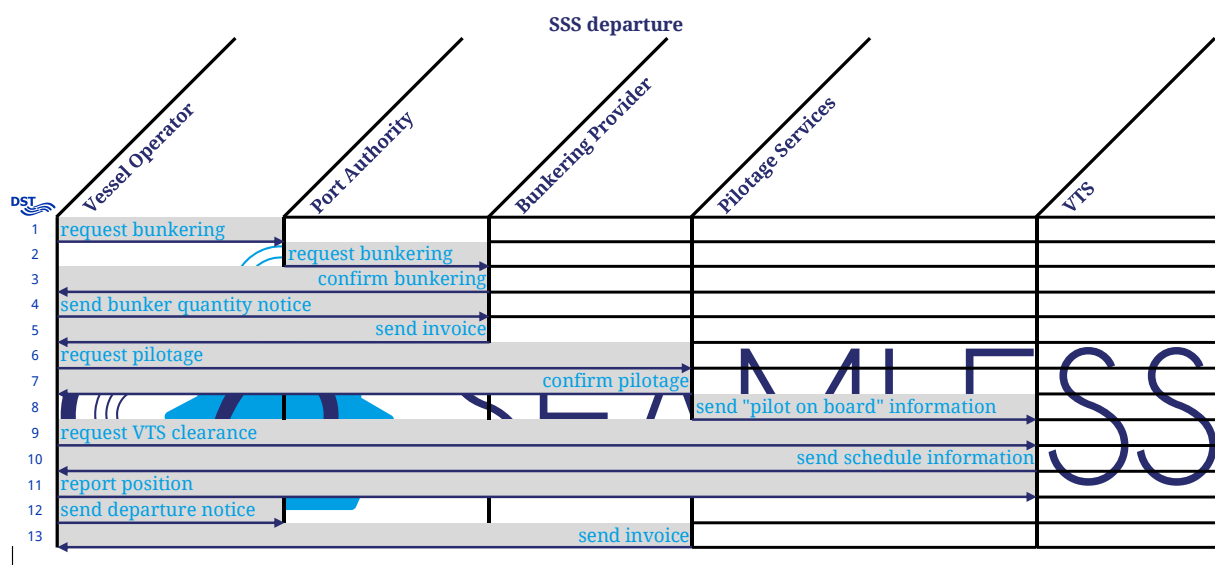 SSS departure
Vessel Operator
Port Authority
Bunkering Provider
Pilotage Services
VTS
DST
1 request bunkering
2 request bunkering
3 confirm bunkering
4 send bunker quantity notice
5 send invoice
6 request pilotage
7 confirm pilotage
8 send "pilot on board" information
9 request VTS clearance
10 send schedule information
11 report position
12 send departure notice
13 send invoice
SEAMLESS